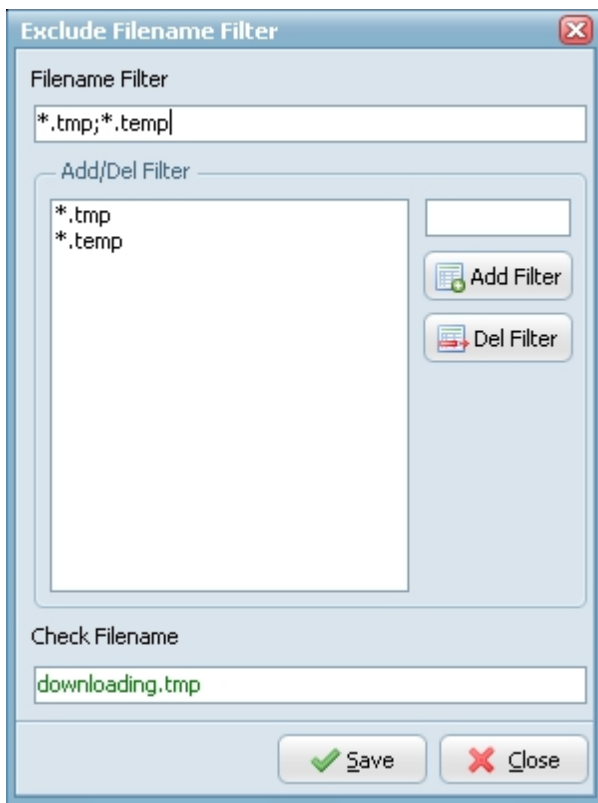 Exclude Filename Filter
Filename Filter
*.tmp;*.temp
Add/Del Filter
*.tmp
*.temp
Add Filter
Del Filter
Check Filename
downloading.tmp
Save
Close